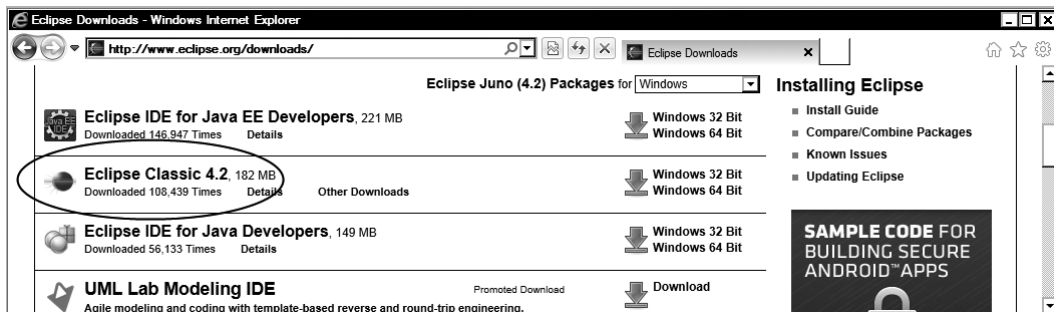 Eclipse Downloads - Windows Internet Explorer
http://www.eclipse.org/downloads/
Eclipse Downloads
Eclipse Juno (4.2) Packages for Windows
Eclipse IDE for Java EE Developers, 221 MB
Downloaded 146,947 Times Details
Windows 32 Bit
Windows 64 Bit
Eclipse Classic 4.2, 182 MB
Downloaded 108,439 Times Details Other Downloads
Windows 32 Bit
Windows 64 Bit
Eclipse IDE for Java Developers, 149 MB
Downloaded 56,133 Times Details
Windows 32 Bit
Windows 64 Bit
UML Lab Modeling IDE
Promoted Download
Download
Agile modeling and coding with template-based reverse and round-trip engineering.
Installing Eclipse
Install Guide
Compare/Combine Packages
Known Issues
Updating Eclipse
SAMPLE CODE FOR
BUILDING SECURE
ANDROID™APPS
Java EE
IDE